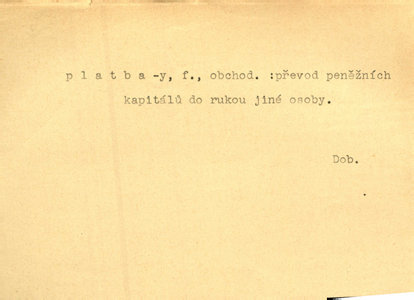 p l a t b a -y, f., obchod. :převod peněžních
kapitálů do rukou jiné osoby.
Dob.